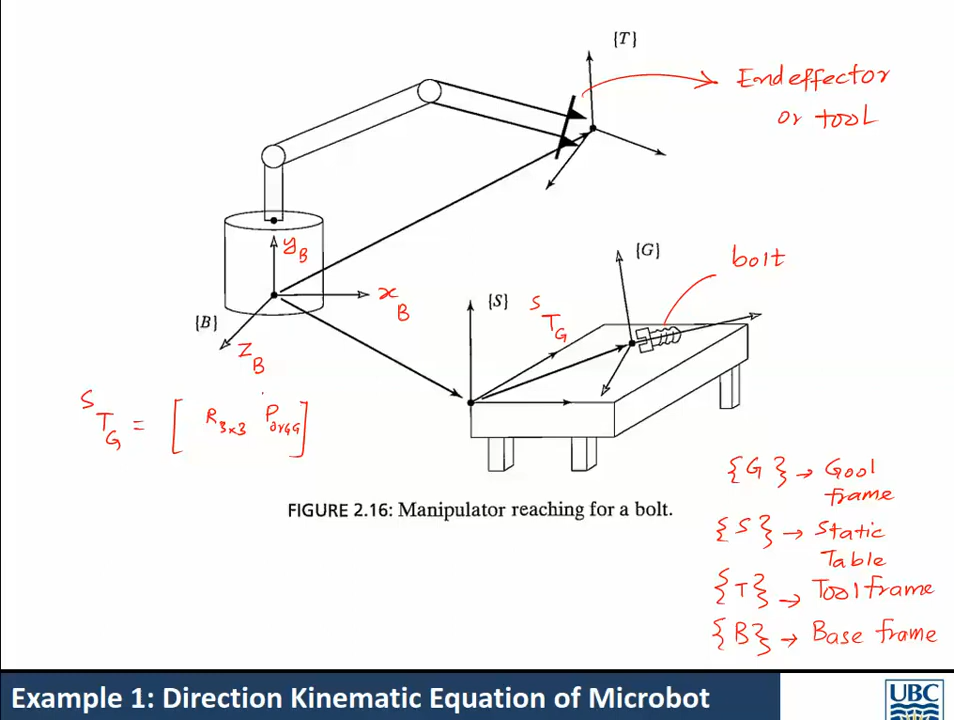 {T}
End effector
or tool
y_B
{G}
bolt
x_B
{S}
S T_G
{B}
z_B
S T_G = [ R_3x3 P_orgG ]
FIGURE 2.16: Manipulator reaching for a bolt.
{G} → Gool
frame
{S} → Static
Table
{T} → Tool frame
{B} → Base frame
Example 1: Direction Kinematic Equation of Microbot
UBC